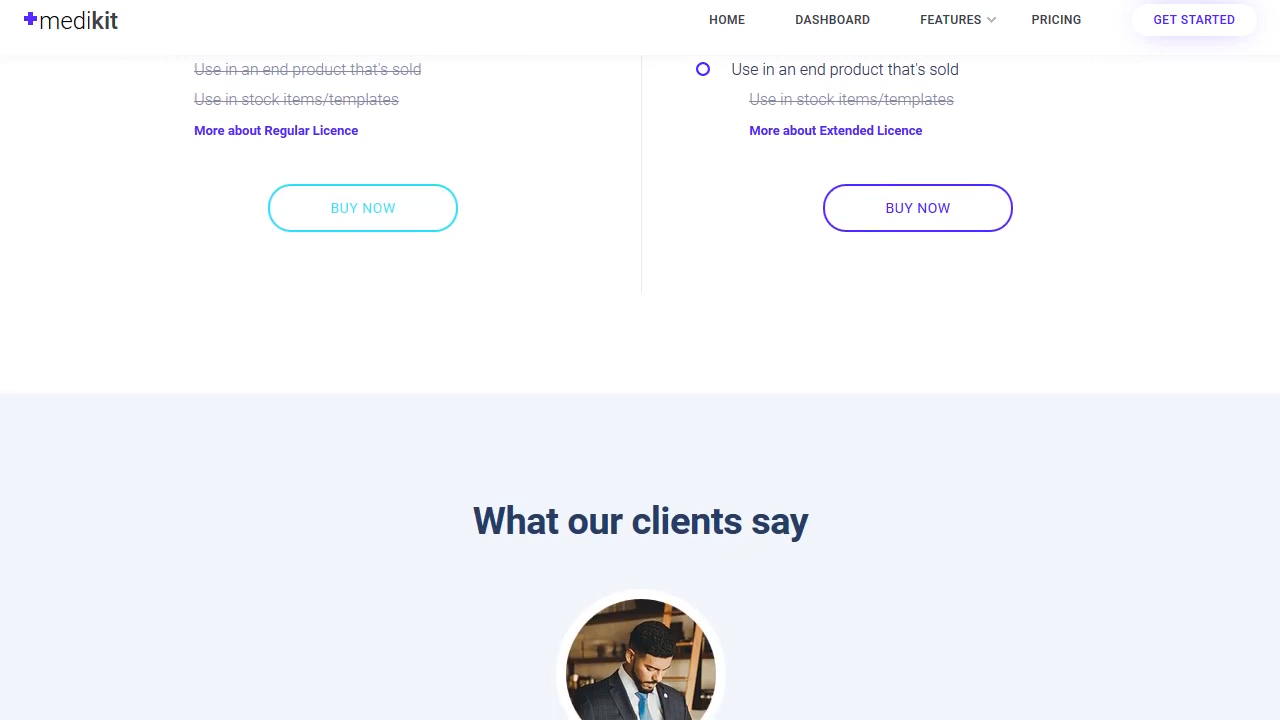 medikit
HOME
DASHBOARD
FEATURES
PRICING
GET STARTED
Use in an end product that's sold
Use in stock items/templates
More about Regular Licence
BUY NOW
Use in an end product that's sold
Use in stock items/templates
More about Extended Licence
BUY NOW
What our clients say